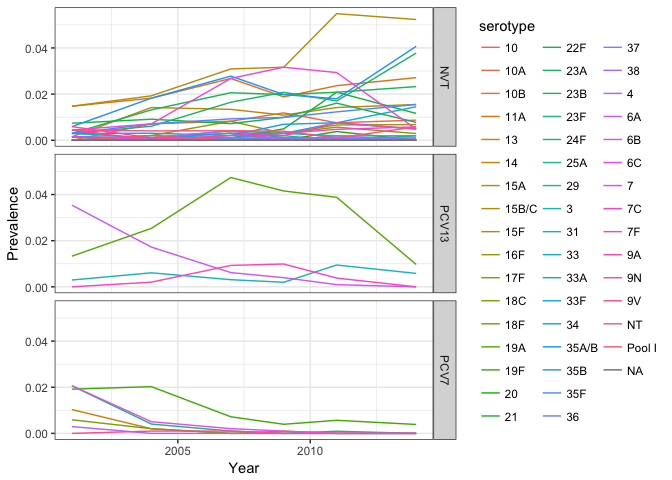 serotype
10
10A
10B
11A
13
14
15A
15B/C
15F
16F
17F
18C
18F
19A
19F
20
21
22F
23A
23B
23F
24F
25A
29
3
31
33
33A
33F
34
35A/B
35B
35F
36
37
38
4
6A
6B
6C
7
7C
7F
9A
9N
9V
NT
Pool I
NA
Prevalence
0.04
0.02
0.00
NVT
0.04
0.02
0.00
PCV13
0.04
0.02
0.00
PCV7
2005
2010
Year